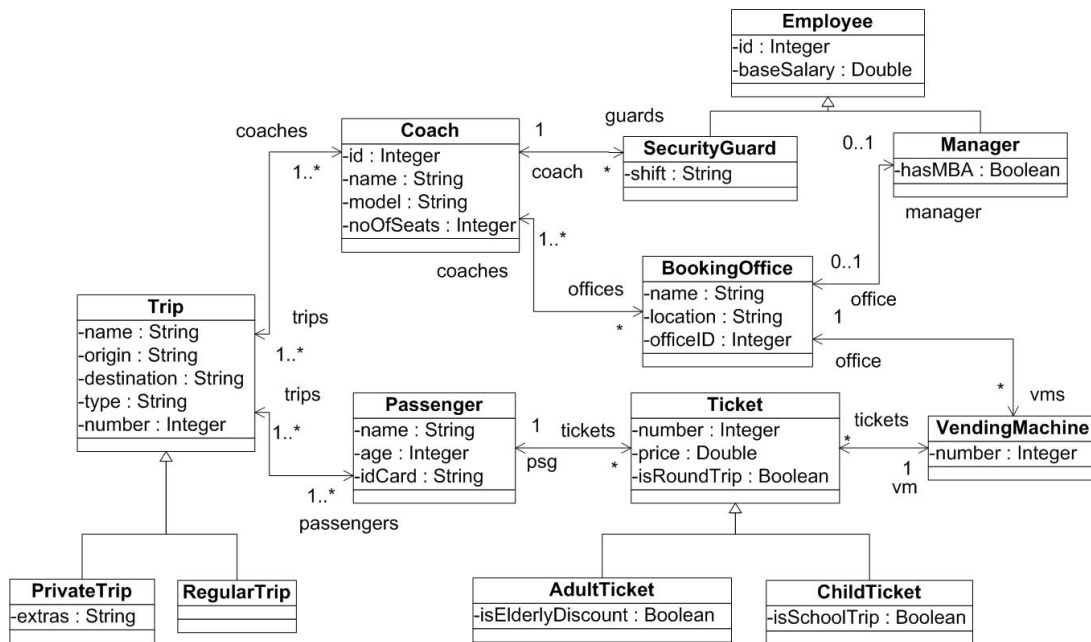 Employee
-id : Integer
-baseSalary : Double
guards
coaches
Coach
1
SecurityGuard
0..1
Manager
1..*
-id : Integer
coach
*
-shift : String
-hasMBA : Boolean
-name : String
-model : String
-noOfSeats : Integer
manager
1..*
coaches
offices
*
BookingOffice
0..1
office
-name : String
-location : String
-officeID : Integer
1
office
Trip
trips
1..*
-name : String
-origin : String
-destination : String
-type : String
-number : Integer
trips
1..*
Passenger
1
tickets
psg
*
-name : String
-age : Integer
-idCard : String
1..*
passengers
Ticket
-number : Integer
-price : Double
-isRoundTrip : Boolean
*
tickets
*
vms
VendingMachine
-number : Integer
1
vm
PrivateTrip
-extras : String
RegularTrip
AdultTicket
-isElderlyDiscount : Boolean
ChildTicket
-isSchoolTrip : Boolean